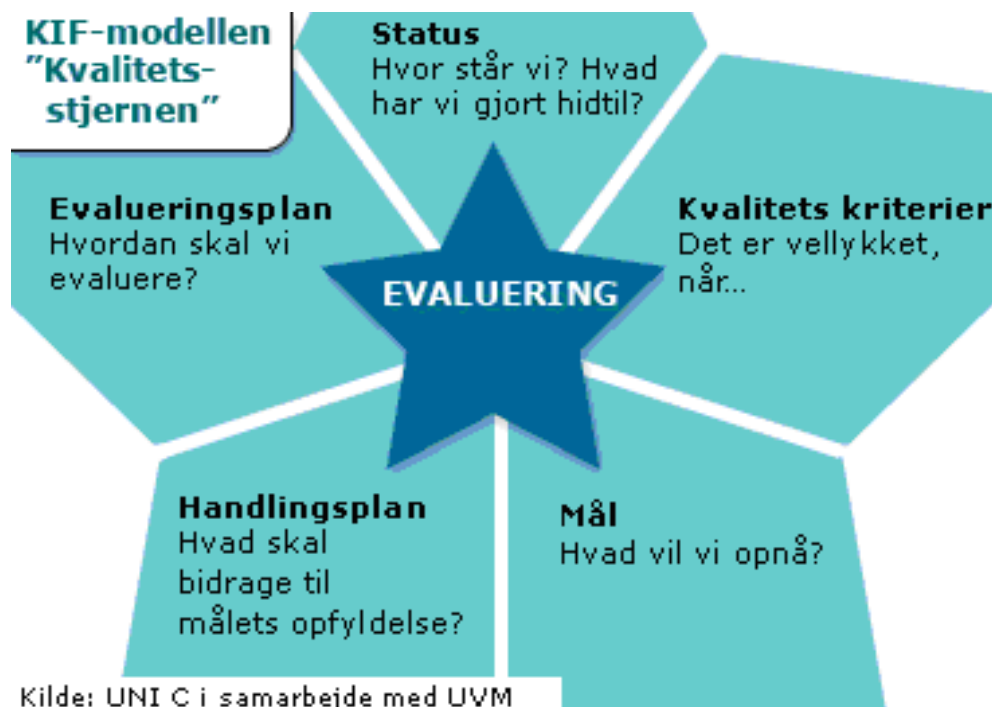 KIF-modellen
"Kvalitets-
stjernen"
Status
Hvor står vi? Hvad
har vi gjort hidtil?
Kvalitets kriterier
Det er vellykket,
når...
Mål
Hvad vil vi opnå?
Handlingsplan
Hvad skal
bidrage til
målets opfyldelse?
Evalueringsplan
Hvordan skal vi
evaluere?
EVALUERING
Kilde: UNI C i samarbejde med UVM